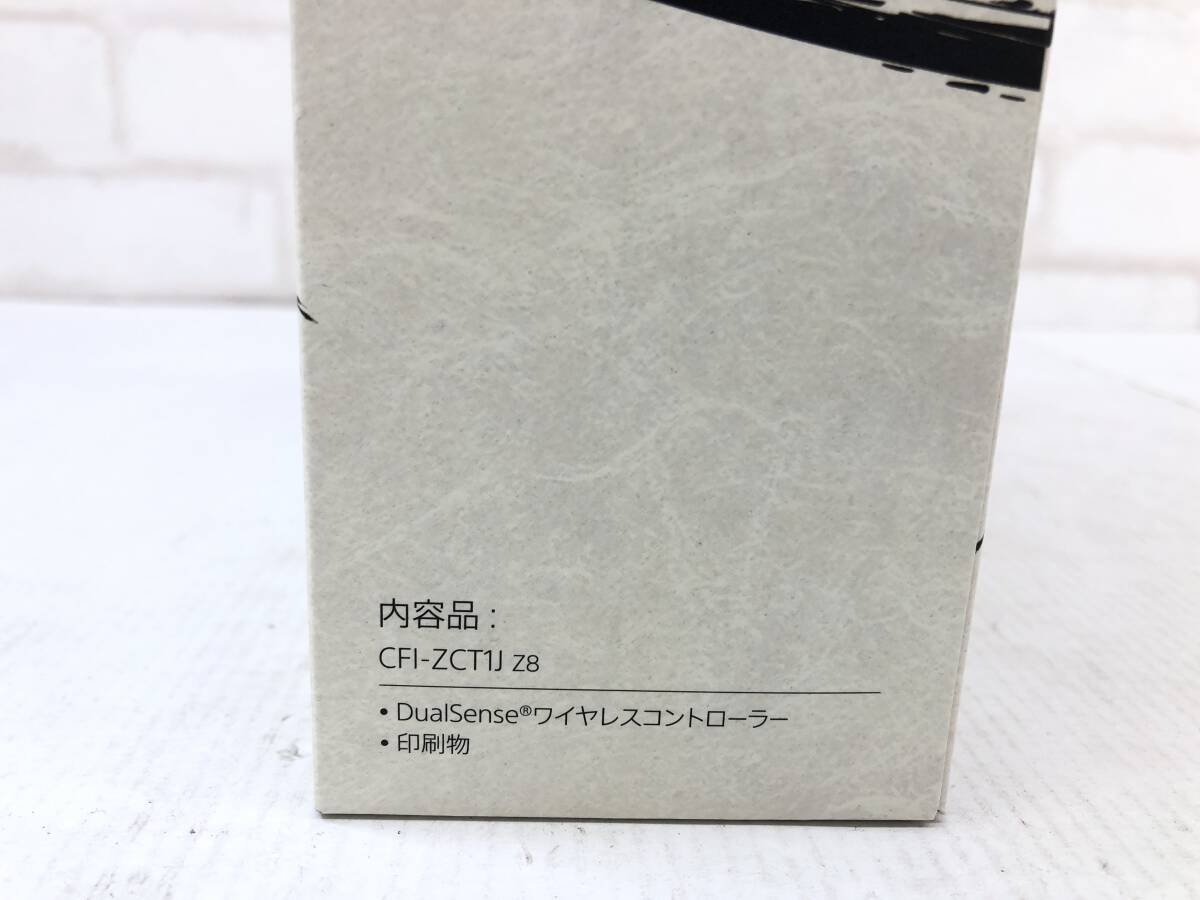 内容品：
CFI-ZCT1J Z8
• DualSense®ワイヤレスコントローラー
• 印刷物